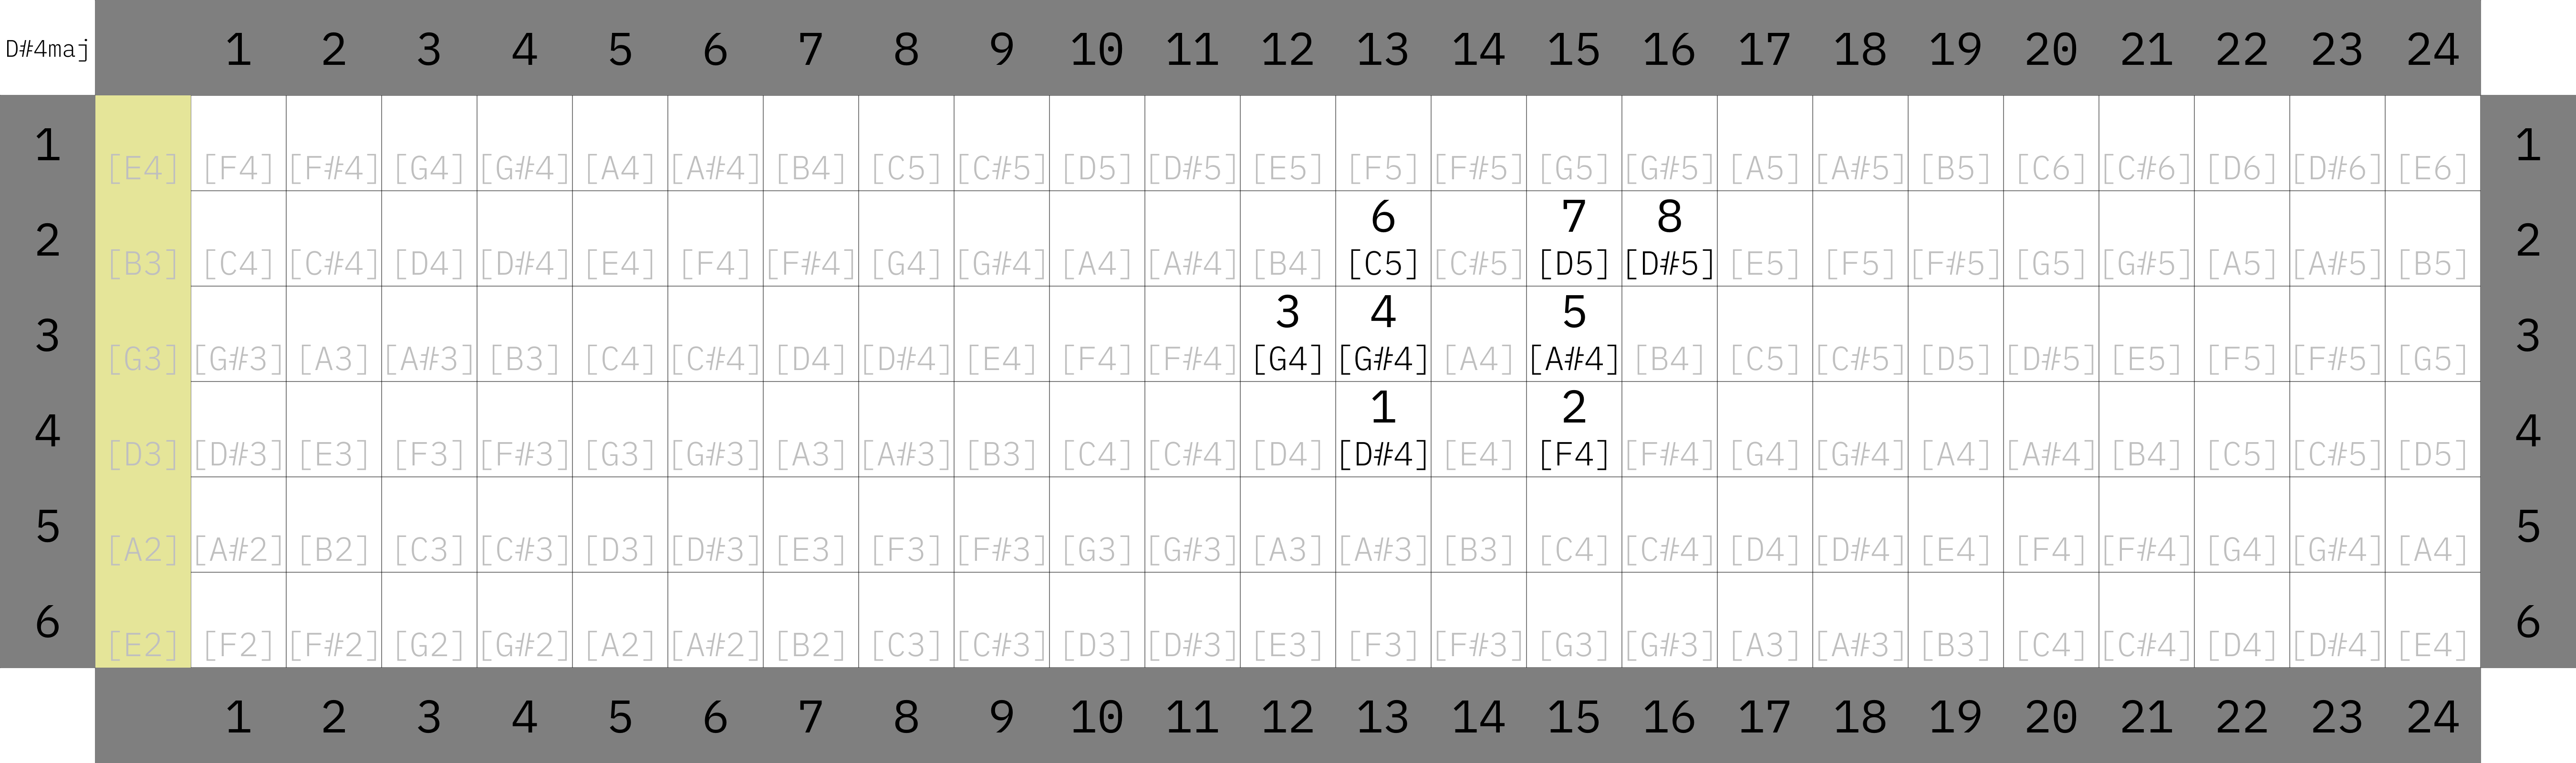 D#4maj 1 2 3 4 5 6 7 8 9 10 11 12 13 14 15 16 17 18 19 20 21 22 23 24
1 [E4] [F4] [F#4] [G4] [G#4] [A4] [A#4] [B4] [C5] [C#5] [D5] [D#5] [E5] [F5] [F#5] [G5] [G#5] [A5] [A#5] [B5] [C6] [C#6] [D6] [D#6] [E6] 1
6 7 8
2 [B3] [C4] [C#4] [D4] [D#4] [E4] [F4] [F#4] [G4] [G#4] [A4] [A#4] [B4] [C5] [C#5] [D5] [D#5] [E5] [F5] [F#5] [G5] [G#5] [A5] [A#5] [B5] 2
3 4 5
3 [G3] [G#3] [A3] [A#3] [B3] [C4] [C#4] [D4] [D#4] [E4] [F4] [F#4] [G4] [G#4] [A4] [A#4] [B4] [C5] [C#5] [D5] [D#5] [E5] [F5] [F#5] [G5] 3
1 2
4 [D3] [D#3] [E3] [F3] [F#3] [G3] [G#3] [A3] [A#3] [B3] [C4] [C#4] [D4] [D#4] [E4] [F4] [F#4] [G4] [G#4] [A4] [A#4] [B4] [C5] [C#5] [D5] 4
5 [A2] [A#2] [B2] [C3] [C#3] [D3] [D#3] [E3] [F3] [F#3] [G3] [G#3] [A3] [A#3] [B3] [C4] [C#4] [D4] [D#4] [E4] [F4] [F#4] [G4] [G#4] [A4] 5
6 [E2] [F2] [F#2] [G2] [G#2] [A2] [A#2] [B2] [C3] [C#3] [D3] [D#3] [E3] [F3] [F#3] [G3] [G#3] [A3] [A#3] [B3] [C4] [C#4] [D4] [D#4] [E4] 6
1 2 3 4 5 6 7 8 9 10 11 12 13 14 15 16 17 18 19 20 21 22 23 24